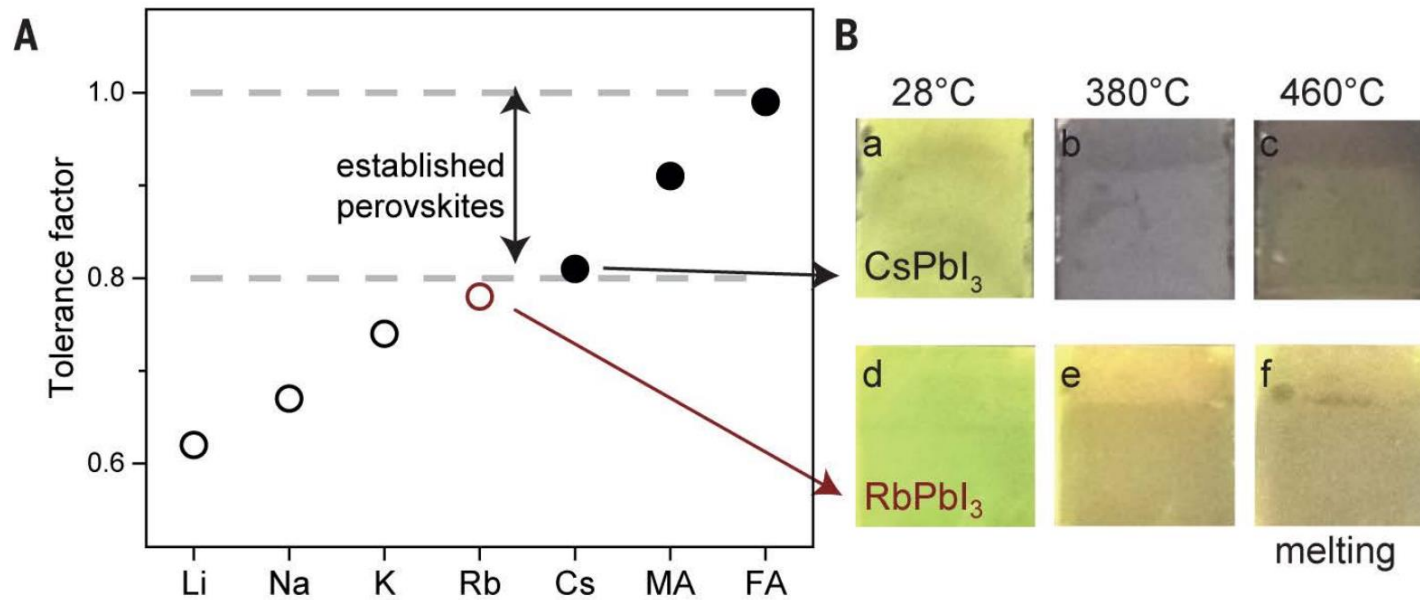 A
Tolerance factor
1.0
0.8
0.6
established
perovskites
Li Na K Rb Cs MA FA
B
28°C 380°C 460°C
a b c
CsPbI₃
d e f
RbPbI₃
melting